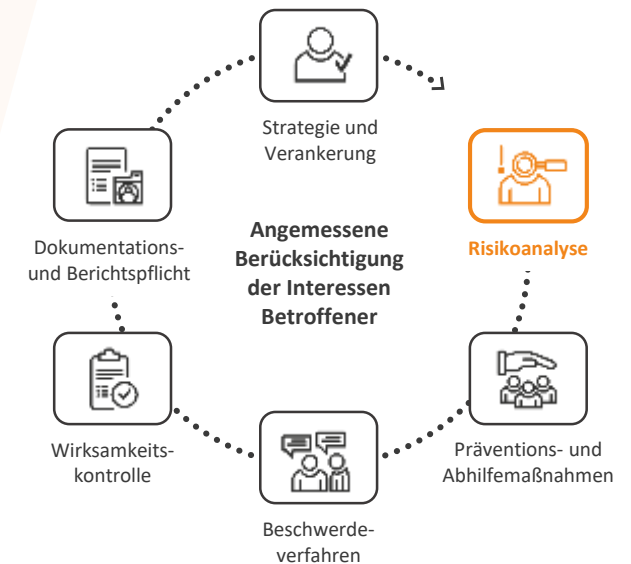 Strategie und
Verankerung
Risikoanalyse
Präventions- und
Abhilfemaßnahmen
Beschwerde-
verfahren
Wirksamkeits-
kontrolle
Dokumentations-
und Berichtspflicht
Angemessene
Berücksichtigung
der Interessen
Betroffener